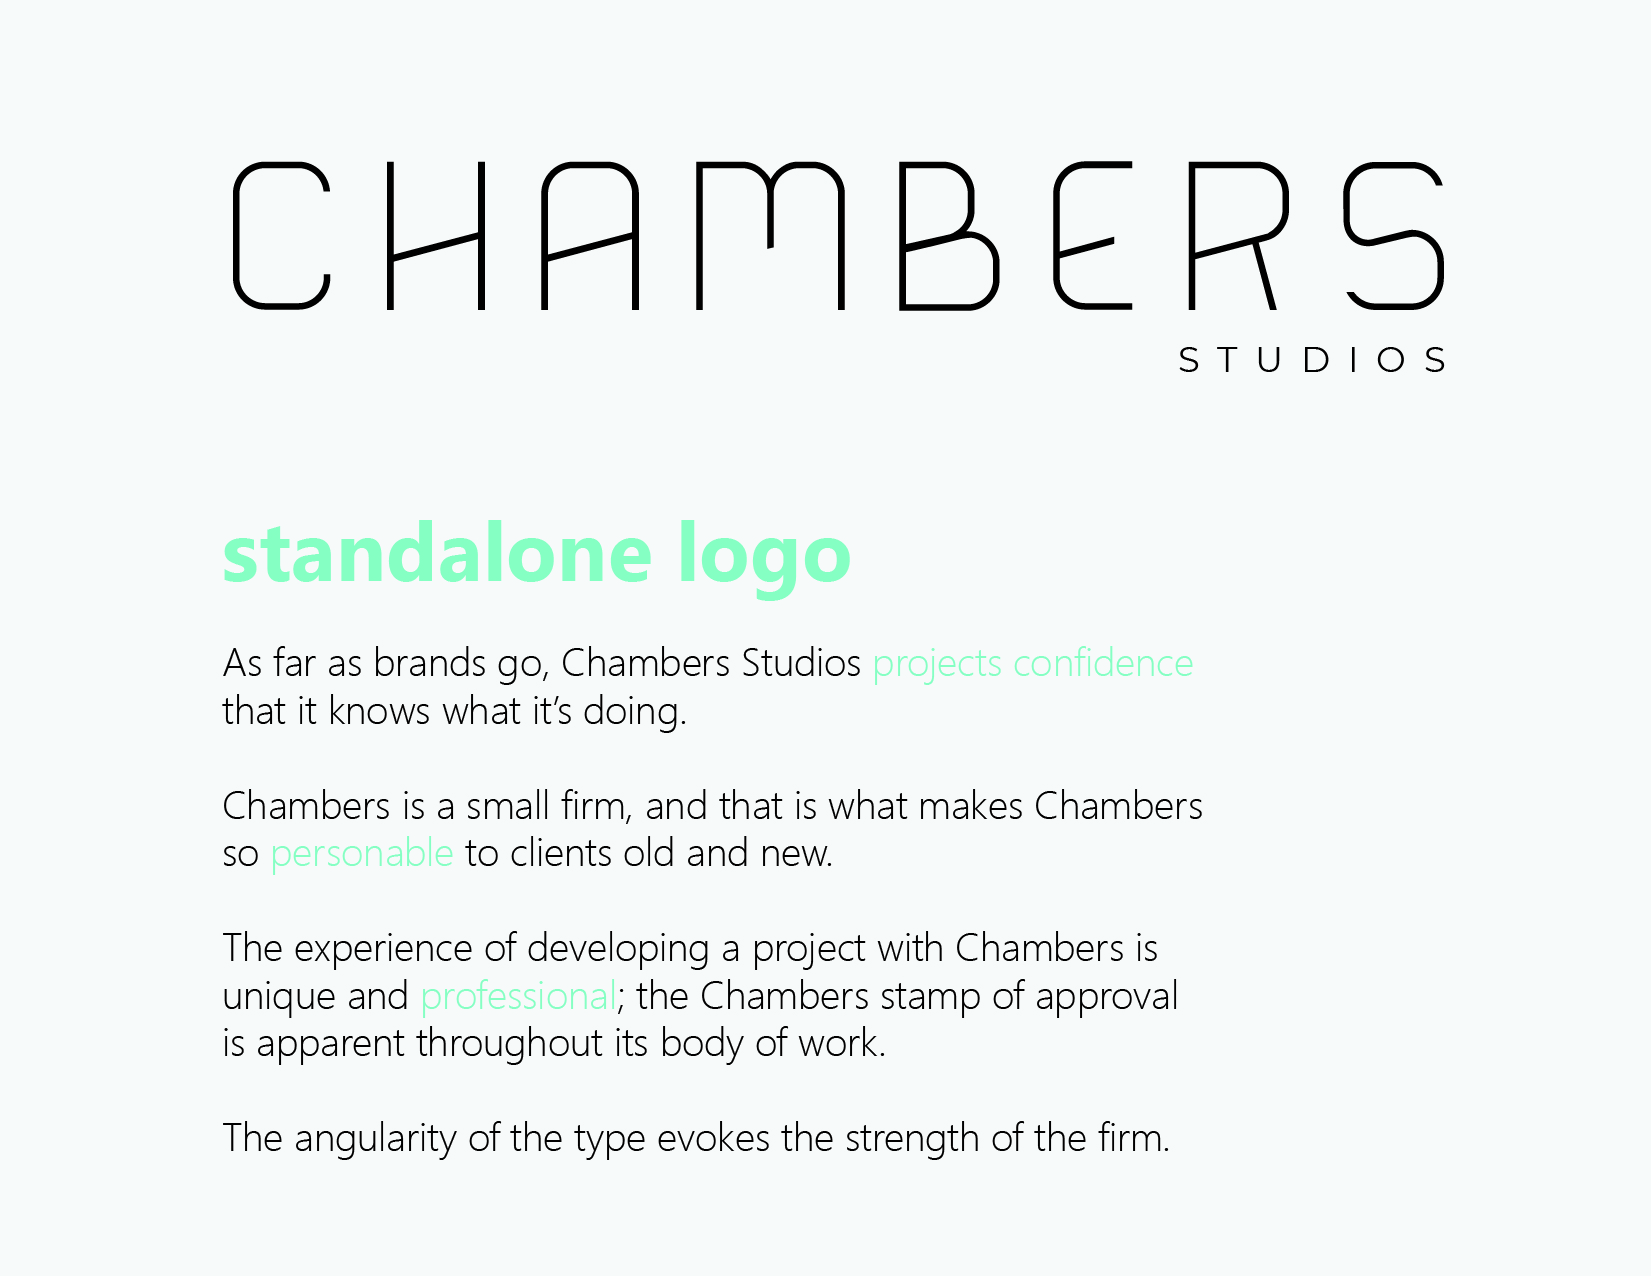 CHAMBERS
STUDIOS
standalone logo
As far as brands go, Chambers Studios projects confidence
that it knows what it’s doing.
Chambers is a small firm, and that is what makes Chambers
so personable to clients old and new.
The experience of developing a project with Chambers is
unique and professional; the Chambers stamp of approval
is apparent throughout its body of work.
The angularity of the type evokes the strength of the firm.